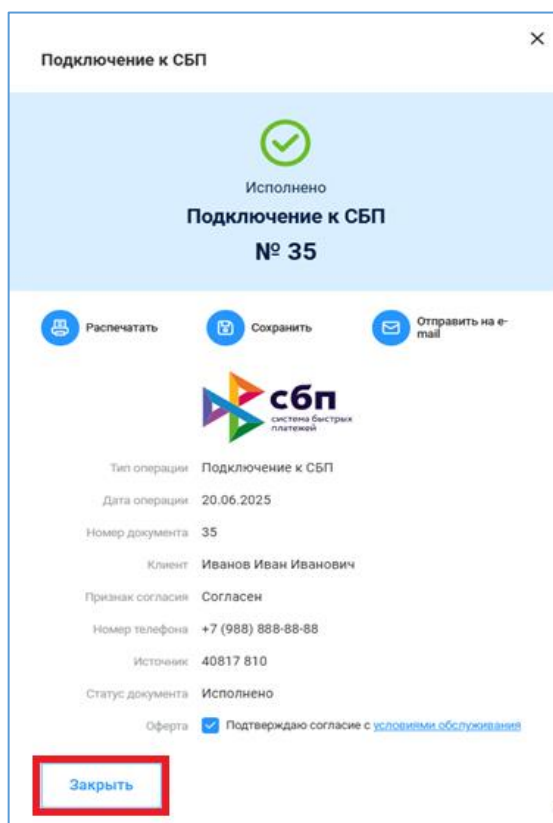 Подключение к СБП
Исполнено
Подключение к СБП
№ 35
Распечатать
Сохранить
Отправить на e-
mail
сбп
система быстрых
платежей
Тип операции Подключение к СБП
Дата операции 20.06.2025
Номер документа 35
Клиент Иванов Иван Иванович
Признак согласия Согласен
Номер телефона +7 (988) 888-88-88
Источник 40817 810
Статус документа Исполнено
Оферта Подтверждаю согласие с условиями обслуживания
Закрыть